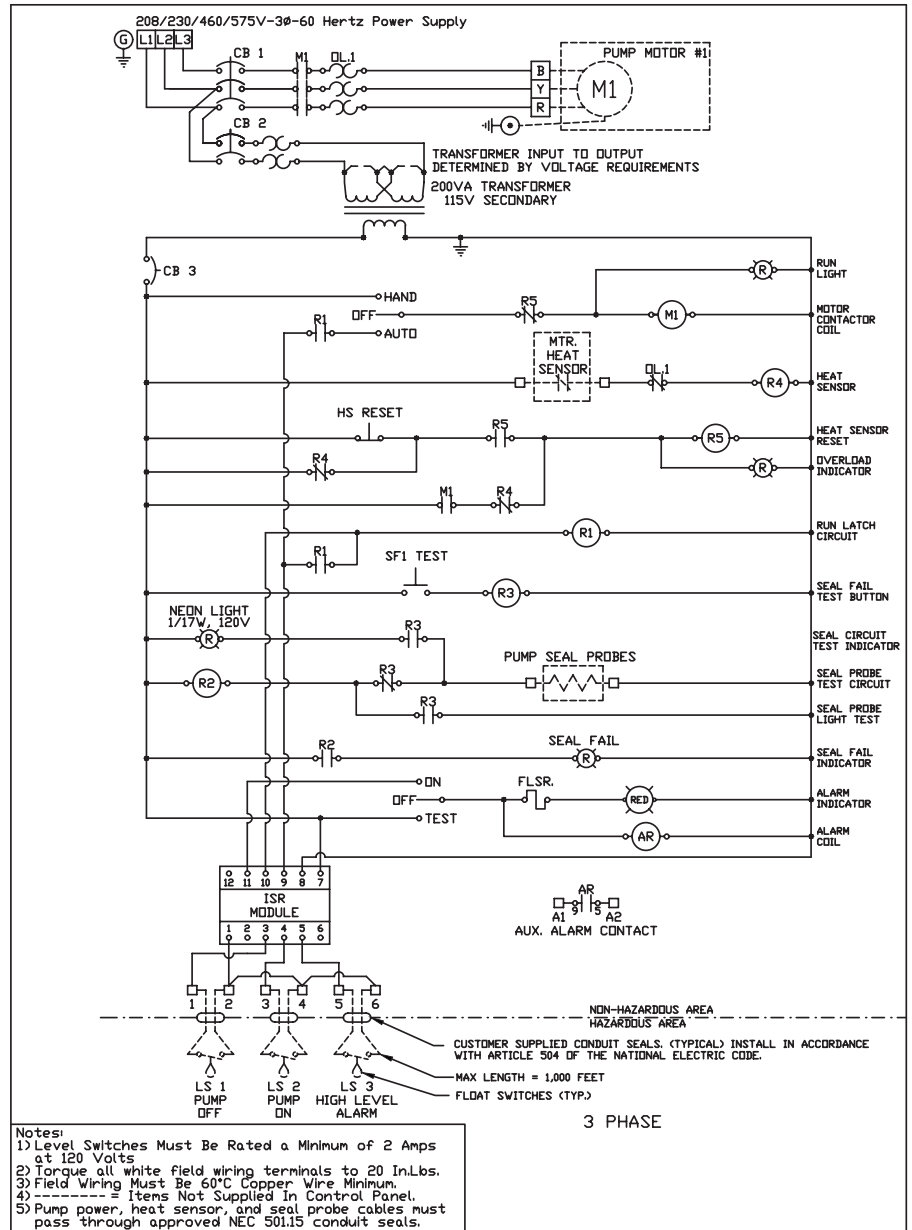 208/230/460/575V-3Ø-60 Hertz Power Supply
G L1 L2 L3
CB 1
M1
OL1
PUMP MOTOR #1
B
Y
R
M1
CB 2
TRANSFORMER INPUT TO OUTPUT
DETERMINED BY VOLTAGE REQUIREMENTS
200VA TRANSFORMER
115V SECONDARY
CB 3
R
RUN
LIGHT
HAND
OFF
AUTO
R1
R5
M1
MOTOR
CONTACTOR
COIL
MTR.
HEAT
SENSOR
OL1
R4
HEAT
SENSOR
HS RESET
R5
R5
HEAT SENSOR
RESET
R4
R
OVERLOAD
INDICATOR
M1
R4
R1
RUN LATCH
CIRCUIT
R1
SF1 TEST
R3
SEAL FAIL
TEST BUTTON
NEON LIGHT
1/17W, 120V
R
R3
SEAL CIRCUIT
TEST INDICATOR
PUMP SEAL PROBES
R2
R3
SEAL PROBE
TEST CIRCUIT
R3
SEAL PROBE
LIGHT TEST
R2
SEAL FAIL
R
SEAL FAIL
INDICATOR
ON
OFF
TEST
FLSR.
RED
ALARM
INDICATOR
AR
ALARM
COIL
12 11 10 9 8 7
ISR
MODULE
1 2 3 4 5 6
AR
9 5
A1 A2
AUX. ALARM CONTACT
1 2 3 4 5 6
NON-HAZARDOUS AREA
HAZARDOUS AREA
CUSTOMER SUPPLIED CONDUIT SEALS. (TYPICAL) INSTALL IN ACCORDANCE
WITH ARTICLE 504 OF THE NATIONAL ELECTRIC CODE.
MAX LENGTH = 1,000 FEET
FLOAT SWITCHES (TYP.)
LS 1
PUMP
OFF
LS 2
PUMP
ON
LS 3
HIGH LEVEL
ALARM
3 PHASE
Notes:
1) Level Switches Must Be Rated a Minimum of 2 Amps
at 120 Volts
2) Torque all white field wiring terminals to 20 In.Lbs.
3) Field Wiring Must Be 60°C Copper Wire Minimum.
4) -------- = Items Not Supplied In Control Panel.
5) Pump power, heat sensor, and seal probe cables must
pass through approved NEC 501.15 conduit seals.